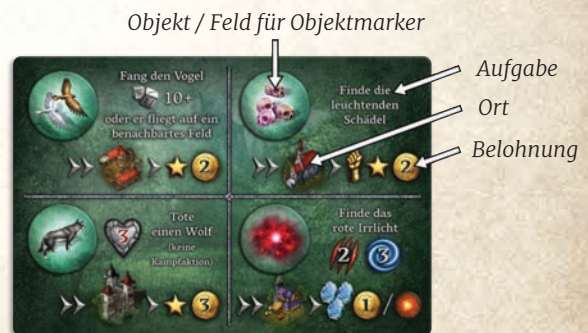 Objekt / Feld für Objektmarker
Fang den Vogel
10+
oder er fliegt auf ein
benachbartes Feld
2
Finde die
leuchtenden
Schädel
2
Aufgabe
Ort
Belohnung
3
Töte
einen Wolf
(keine
Kampfaktion)
3
Finde das
rote Irrlicht
2 3
1 /